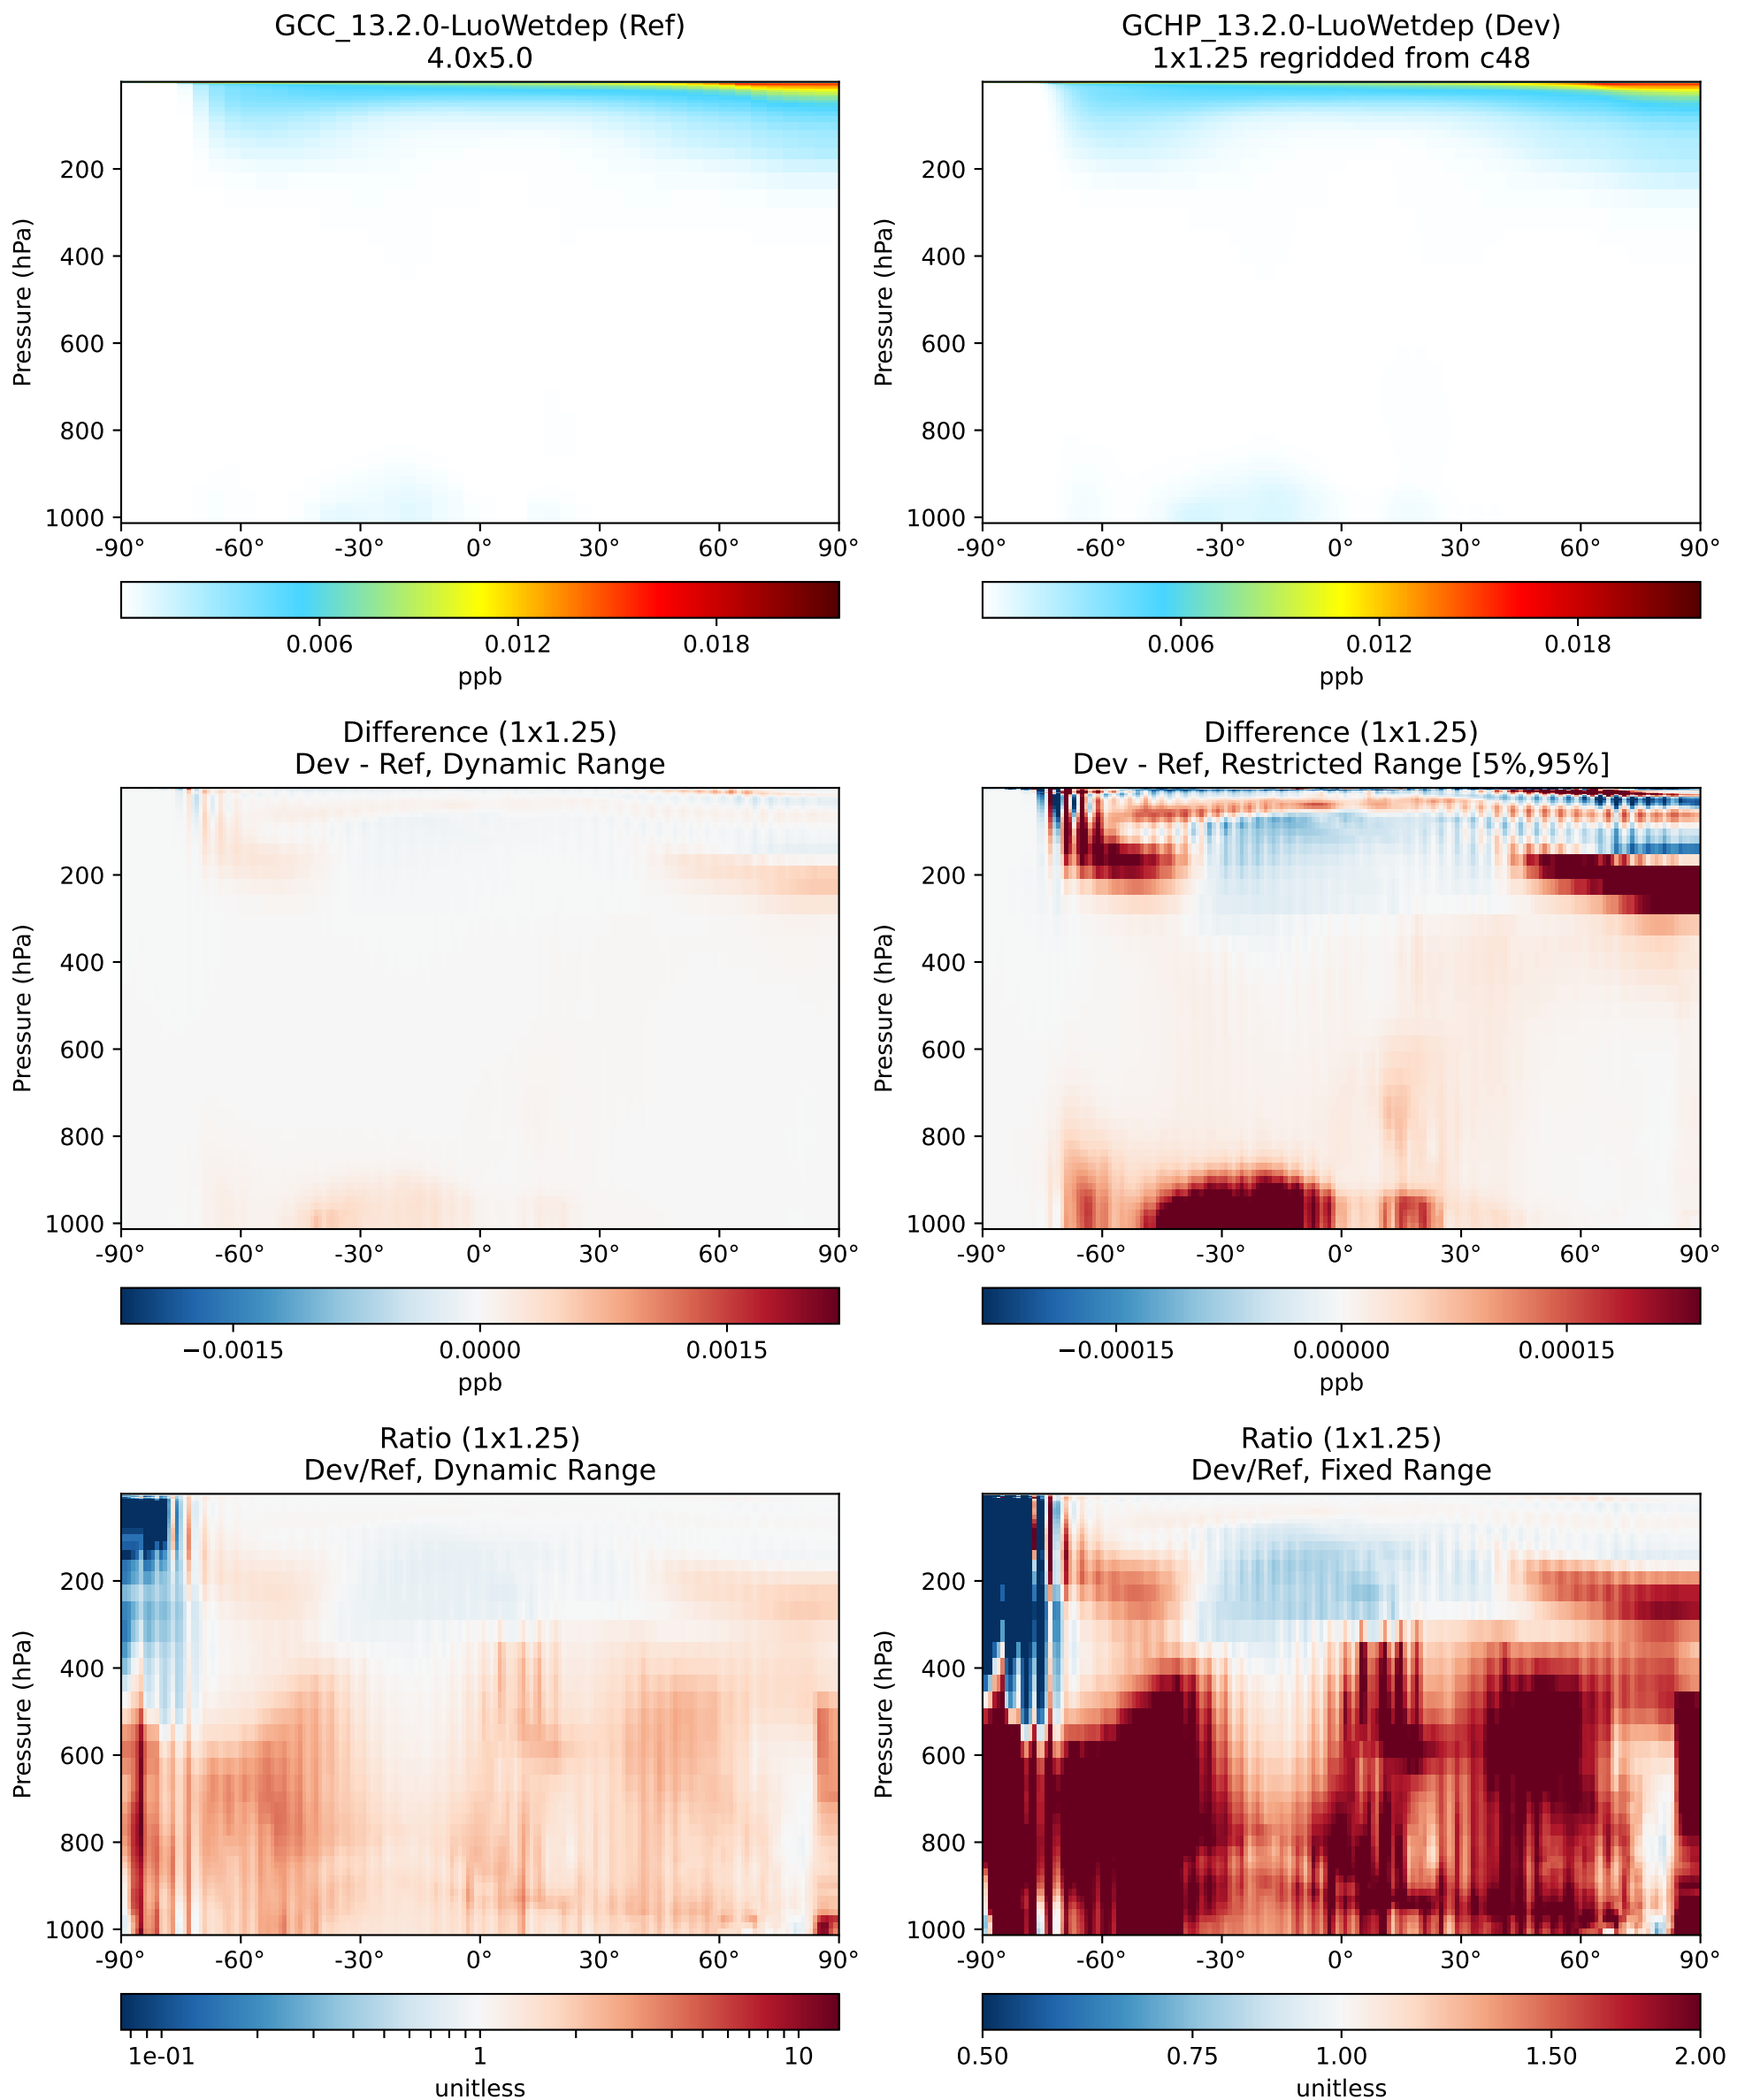 GCC_13.2.0-LuoWetdep (Ref)
4.0x5.0
Pressure (hPa)
200
400
600
800
1000
-90° -60° -30° 0° 30° 60° 90°
0.006 0.012 0.018
ppb
GCHP_13.2.0-LuoWetdep (Dev)
1x1.25 regridded from c48
Pressure (hPa)
200
400
600
800
1000
-90° -60° -30° 0° 30° 60° 90°
0.006 0.012 0.018
ppb
Difference (1x1.25)
Dev - Ref, Dynamic Range
Pressure (hPa)
200
400
600
800
1000
-90° -60° -30° 0° 30° 60° 90°
−0.0015 0.0000 0.0015
ppb
Difference (1x1.25)
Dev - Ref, Restricted Range [5%,95%]
Pressure (hPa)
200
400
600
800
1000
-90° -60° -30° 0° 30° 60° 90°
−0.00015 0.00000 0.00015
ppb
Ratio (1x1.25)
Dev/Ref, Dynamic Range
Pressure (hPa)
200
400
600
800
1000
-90° -60° -30° 0° 30° 60° 90°
1e-01 1 10
unitless
Ratio (1x1.25)
Dev/Ref, Fixed Range
Pressure (hPa)
200
400
600
800
1000
-90° -60° -30° 0° 30° 60° 90°
0.50 0.75 1.00 1.50 2.00
unitless